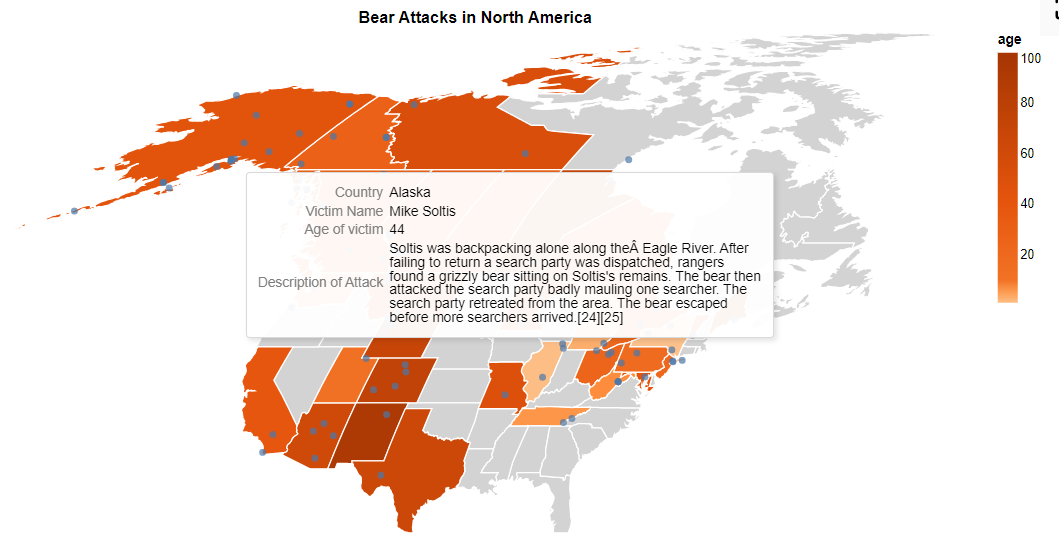 Bear Attacks in North America
age
100
80
60
40
20
Country Alaska
Victim Name Mike Soltis
Age of victim 44
Description of Attack
Soltis was backpacking alone along theÂ Eagle River. After
failing to return a search party was dispatched, rangers
found a grizzly bear sitting on Soltis's remains. The bear then
attacked the search party badly mauling one searcher. The
search party retreated from the area. The bear escaped
before more searchers arrived.[24][25]